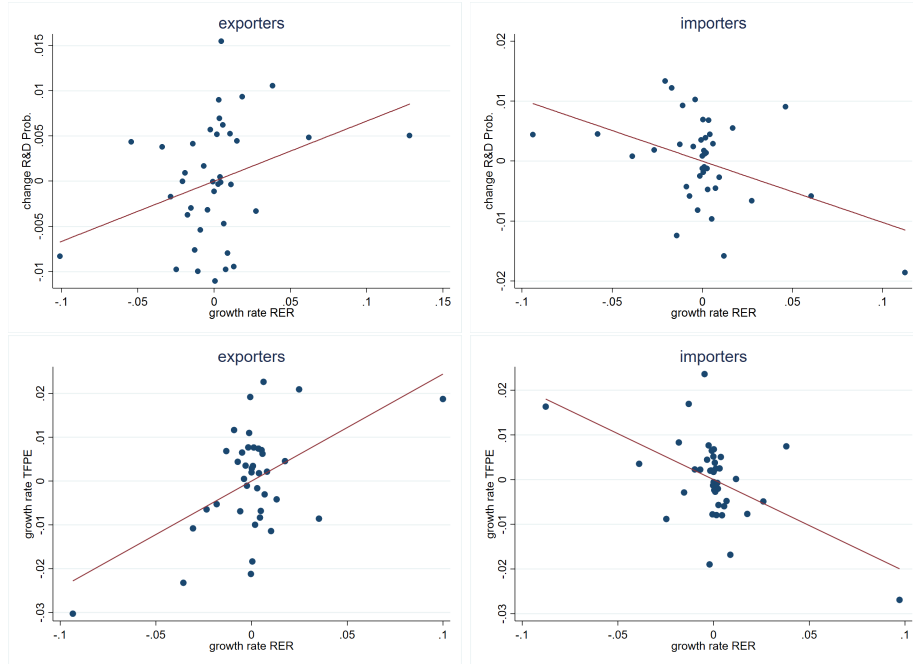 exporters
change R&D Prob.
.015
.01
.005
0
-.005
-.01
-.1 -.05 0 .05 .1 .15
growth rate RER
importers
change R&D Prob.
.02
.01
0
-.01
-.02
-.1 -.05 0 .05 .1
growth rate RER
exporters
growth rate TFPE
.02
.01
0
-.01
-.02
-.03
-.1 -.05 0 .05 .1
growth rate RER
importers
growth rate TFPE
.02
.01
0
-.01
-.02
-.03
-.1 -.05 0 .05 .1
growth rate RER